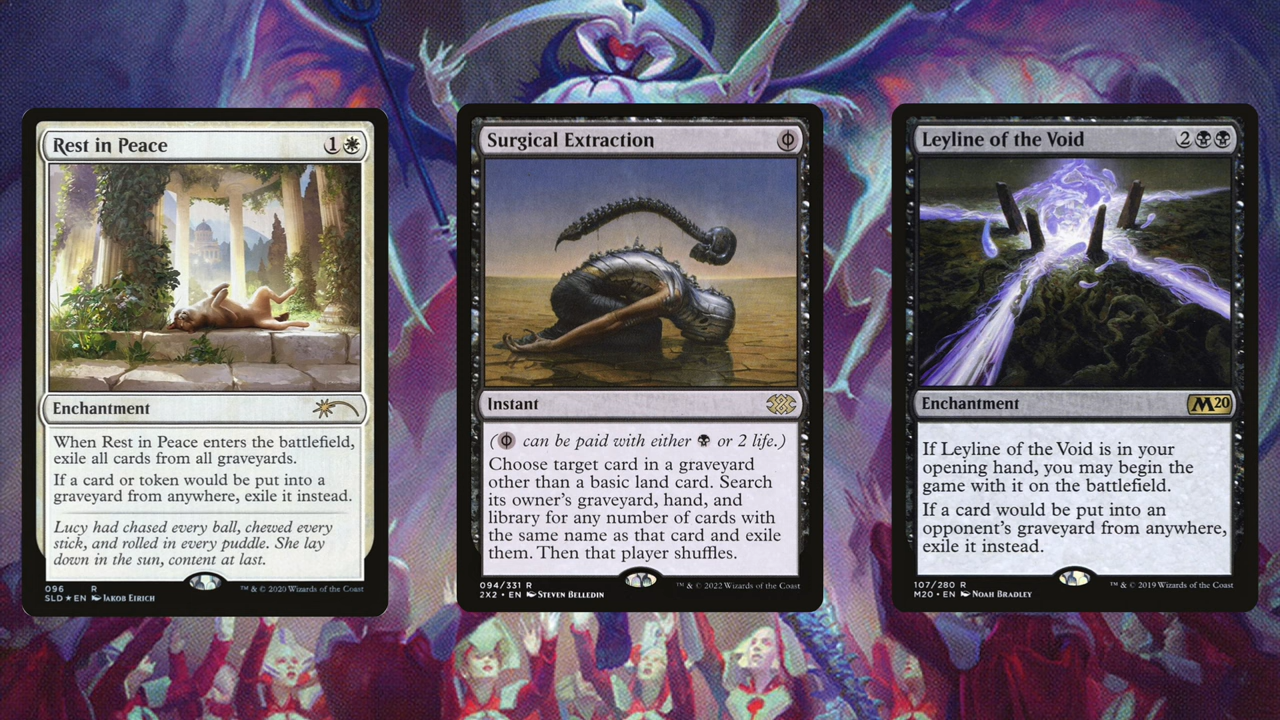 Rest in Peace 1
Enchantment
When Rest in Peace enters the battlefield,
exile all cards from all graveyards.
If a card or token would be put into a
graveyard from anywhere, exile it instead.
Lucy had chased every ball, chewed every
stick, and rolled in every puddle. She lay
down in the sun, content at last.
096 R
SLD ★ EN Jakob Eirich
™ & © 2020 Wizards of the Coast
Surgical Extraction
Instant
( can be paid with either or 2 life.)
Choose target card in a graveyard
other than a basic land card. Search
its owner's graveyard, hand, and
library for any number of cards with
the same name as that card and exile
them. Then that player shuffles.
094/331 R
2X2 • EN Steven Belledin
™ & © 2022 Wizards of the Coast
Leyline of the Void 2
Enchantment M20
If Leyline of the Void is in your
opening hand, you may begin the
game with it on the battlefield.
If a card would be put into an
opponent's graveyard from anywhere,
exile it instead.
107/280 R
M20 • EN Noah Bradley
™ & © 2019 Wizards of the Coast